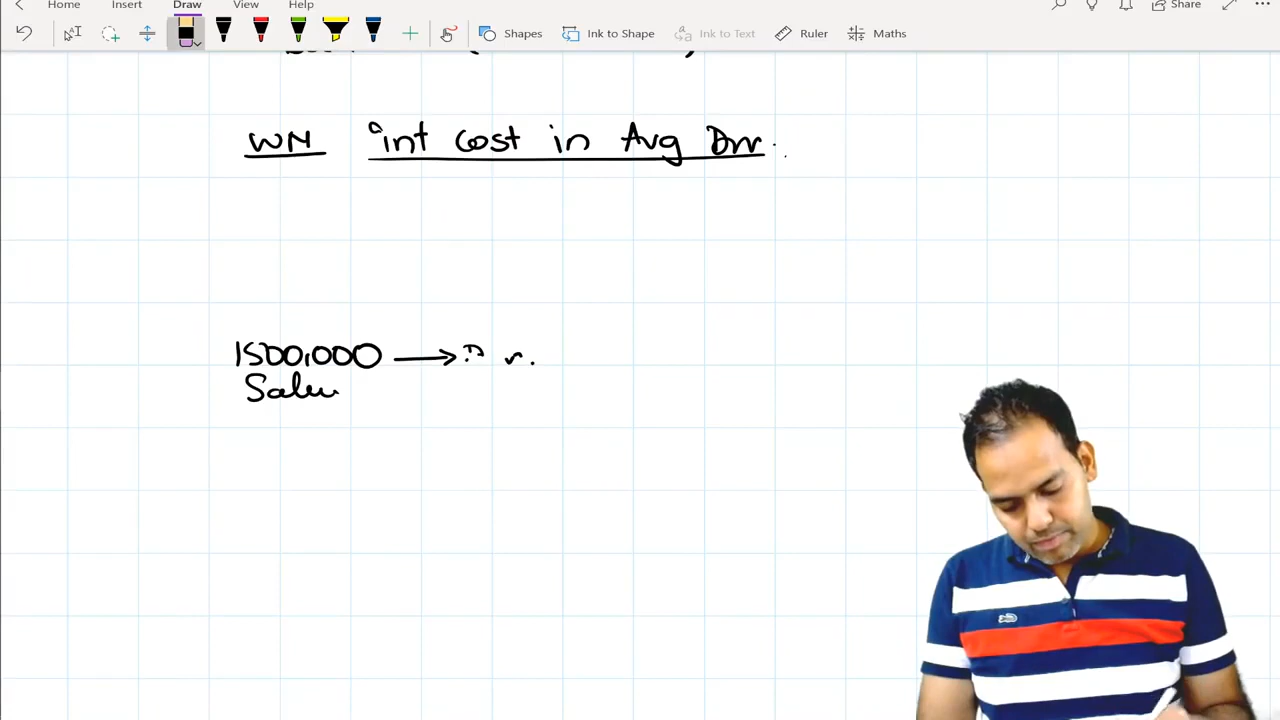 Home Insert Draw View Help Share
Shapes Ink to Shape Ink to Text Ruler Maths
WN int cost in Avg Drr.
1500,000 → ?
Sales